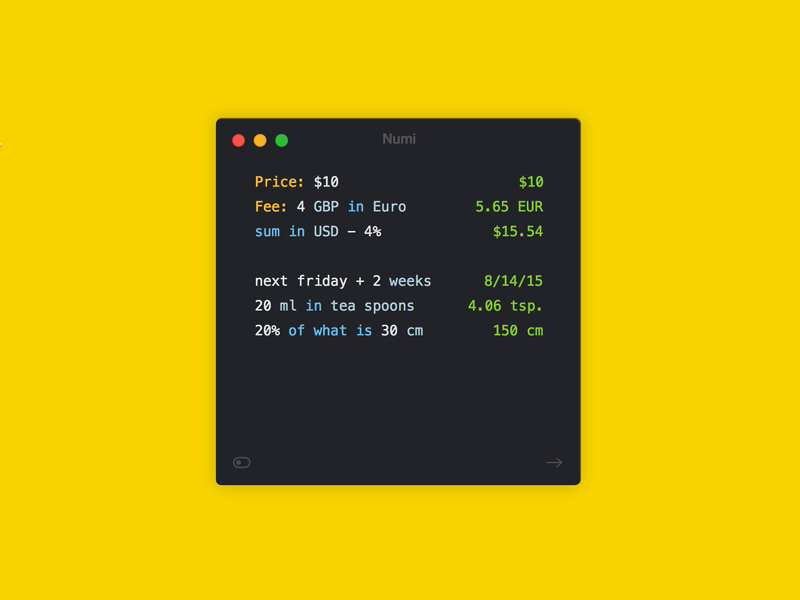 Numi
Price: $10 $10
Fee: 4 GBP in Euro 5.65 EUR
sum in USD – 4% $15.54
next friday + 2 weeks 8/14/15
20 ml in tea spoons 4.06 tsp.
20% of what is 30 cm 150 cm